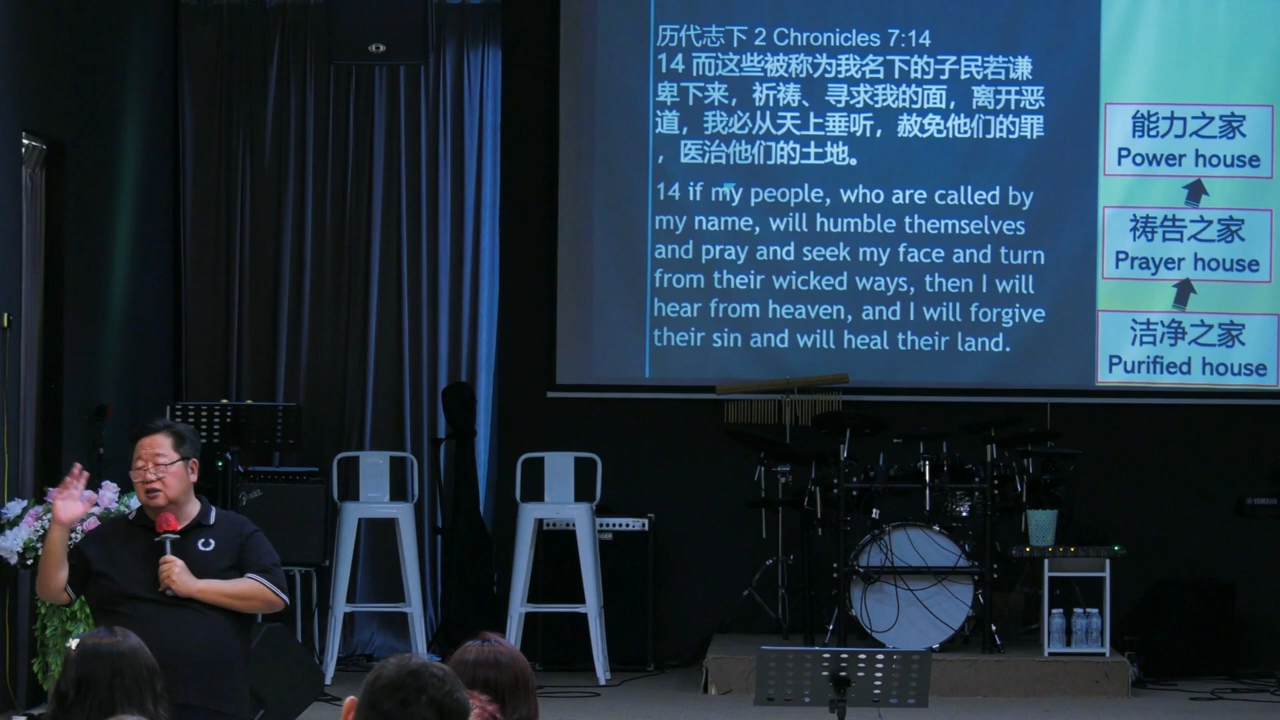 历代志下 2 Chronicles 7:14
14 而这些被称为我名下的子民若谦
卑下来，祈祷、寻求我的面，离开恶
道，我必从天上垂听，赦免他们的罪
，医治他们的土地。
14 if my people, who are called by
my name, will humble themselves
and pray and seek my face and turn
from their wicked ways, then I will
hear from heaven, and I will forgive
their sin and will heal their land.
能力之家
Power house
祷告之家
Prayer house
洁净之家
Purified house
Fender
YAMAHA